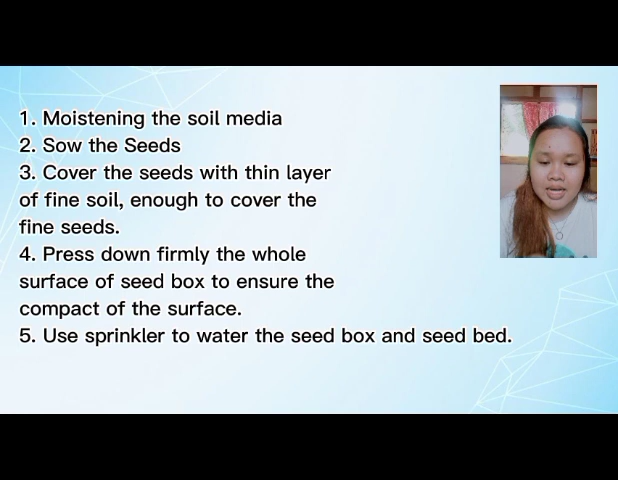 1. Moistening the soil media
2. Sow the Seeds
3. Cover the seeds with thin layer
of fine soil, enough to cover the
fine seeds.
4. Press down firmly the whole
surface of seed box to ensure the
compact of the surface.
5. Use sprinkler to water the seed box and seed bed.